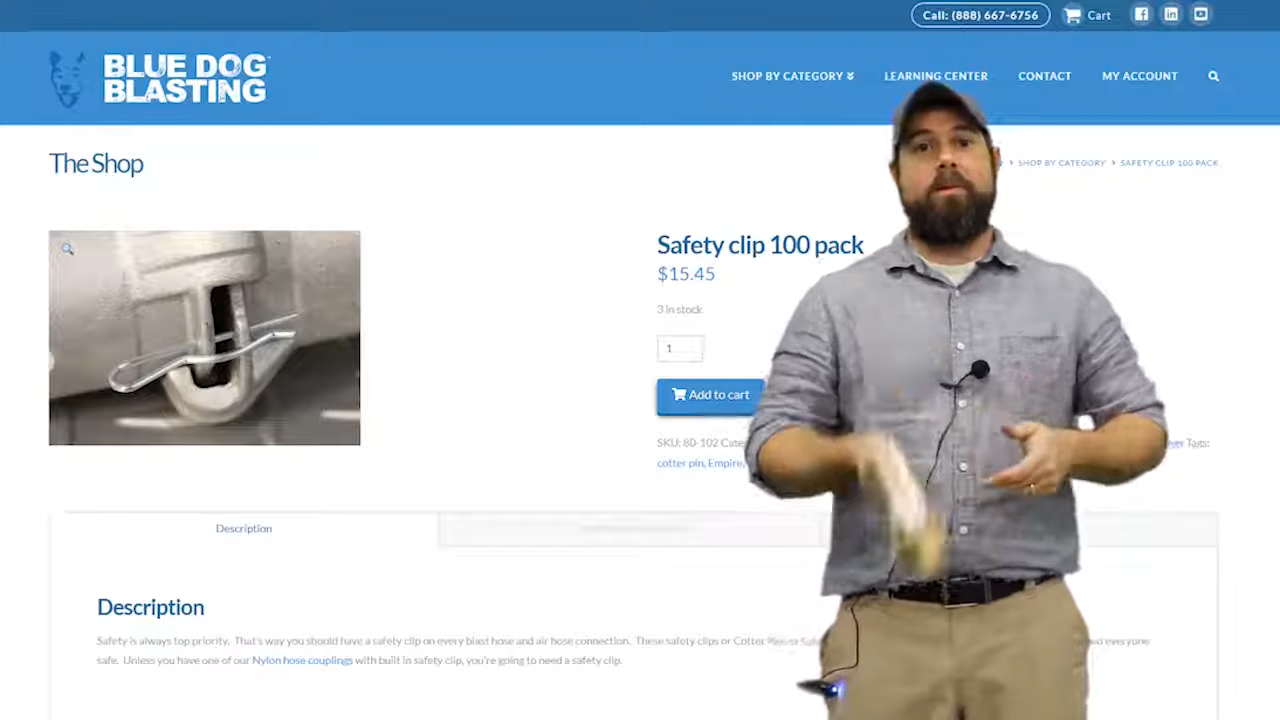 Call: (888) 667-6756
Cart
BLUE DOG
BLASTING
SHOP BY CATEGORY
LEARNING CENTER
CONTACT
MY ACCOUNT
The Shop
SHOP BY CATEGORY
SAFETY CLIP 100 PACK
Safety clip 100 pack
$15.45
3 in stock
1
Add to cart
SKU: 80-102 Tags:
cotter pin, Empire,
Description
Description
Safety is always top priority. That's way you should have a safety clip on every blast hose and air hose connection. These safety clips or Cotter everyone
safe. Unless you have one of our Nylon hose couplings with built in safety clip, you're going to need a safety clip.